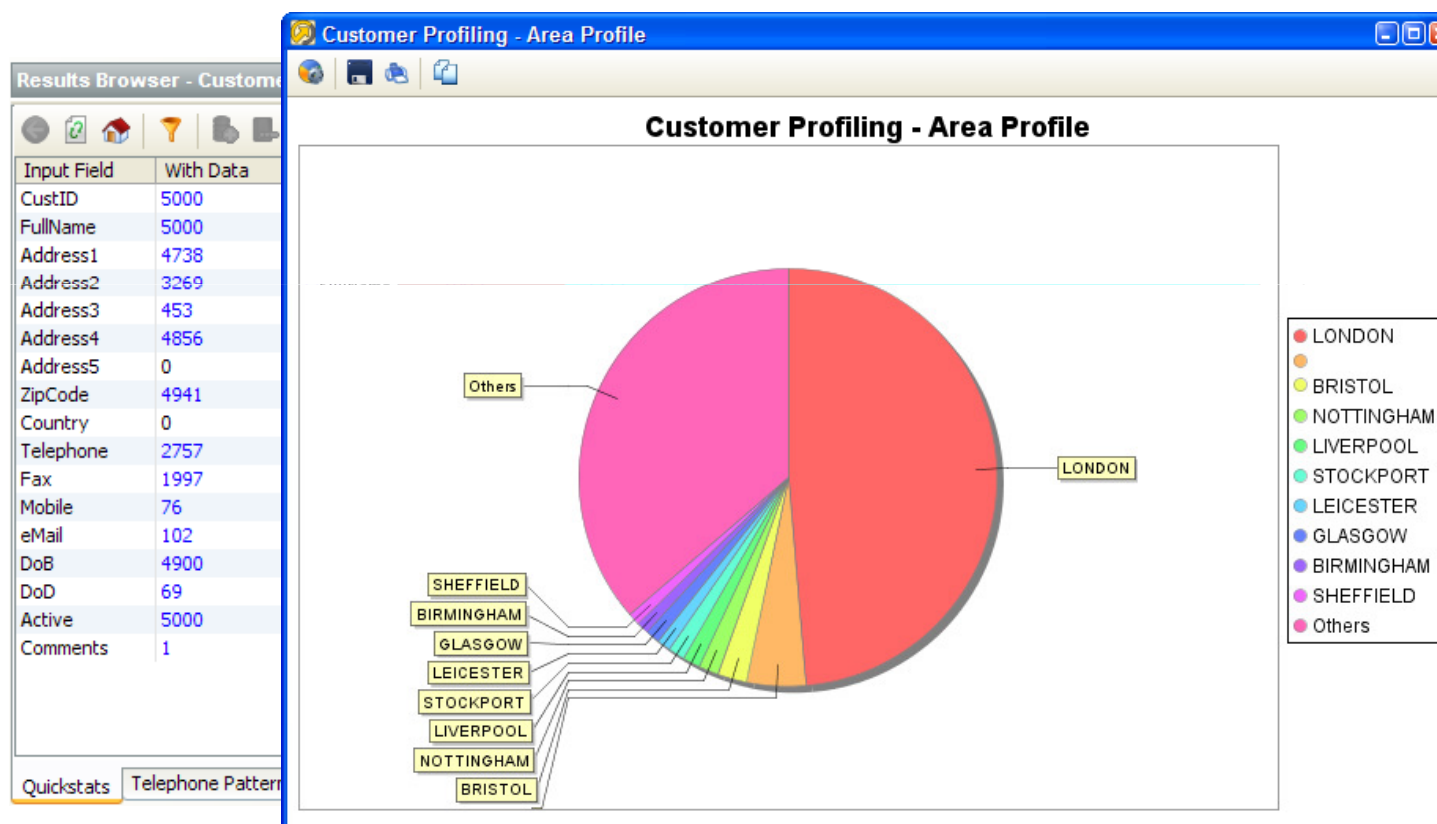 Customer Profiling - Area Profile
Results Browser - Custome
Customer Profiling - Area Profile
Input Field With Data
CustID 5000
FullName 5000
Address1 4738
Address2 3269
Address3 453
Address4 4856
Address5 0
ZipCode 4941
Country 0
Telephone 2757
Fax 1997
Mobile 76
eMail 102
DoB 4900
DoD 69
Active 5000
Comments 1
Quickstats Telephone Pattern
Others
LONDON
SHEFFIELD
BIRMINGHAM
GLASGOW
LEICESTER
STOCKPORT
LIVERPOOL
NOTTINGHAM
BRISTOL
LONDON
BRISTOL
NOTTINGHAM
LIVERPOOL
STOCKPORT
LEICESTER
GLASGOW
BIRMINGHAM
SHEFFIELD
Others